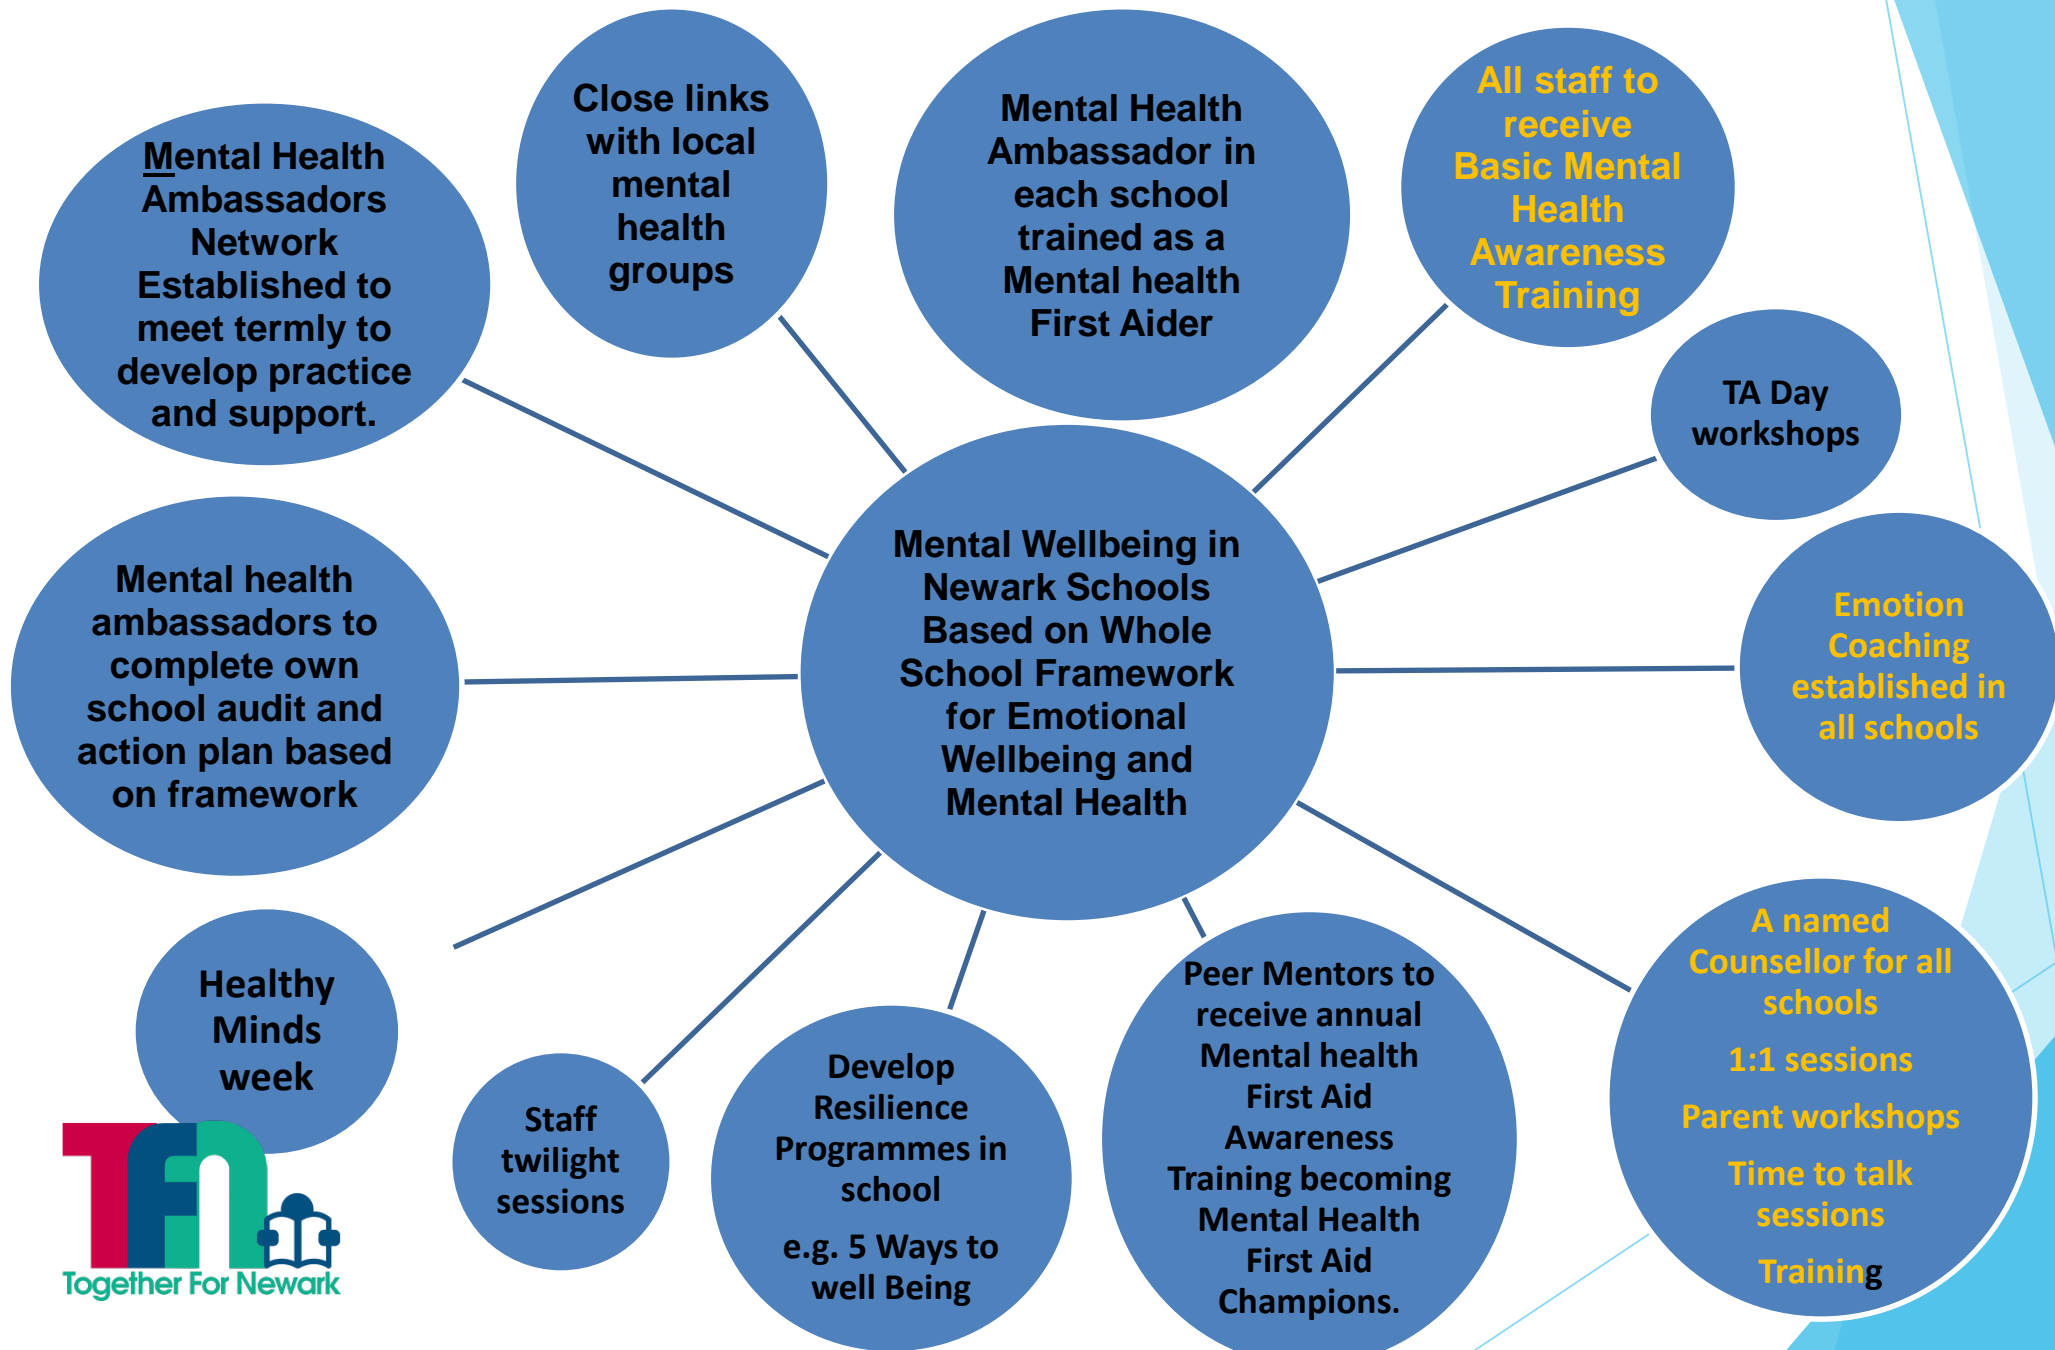 Mental Health
Ambassadors
Network
Established to
meet termly to
develop practice
and support.
Close links
with local
mental
health
groups
Mental Health
Ambassador in
each school
trained as a
Mental health
First Aider
All staff to
receive
Basic Mental
Health
Awareness
Training
TA Day
workshops
Emotion
Coaching
established in
all schools
Mental Wellbeing in
Newark Schools
Based on Whole
School Framework
for Emotional
Wellbeing and
Mental Health
Mental health
ambassadors to
complete own
school audit and
action plan based
on framework
Healthy
Minds
week
Staff
twilight
sessions
Develop
Resilience
Programmes in
school
e.g. 5 Ways to
well Being
Peer Mentors to
receive annual
Mental health
First Aid
Awareness
Training becoming
Mental Health
First Aid
Champions.
A named
Counsellor for all
schools
1:1 sessions
Parent workshops
Time to talk
sessions
Training
TFN
Together For Newark